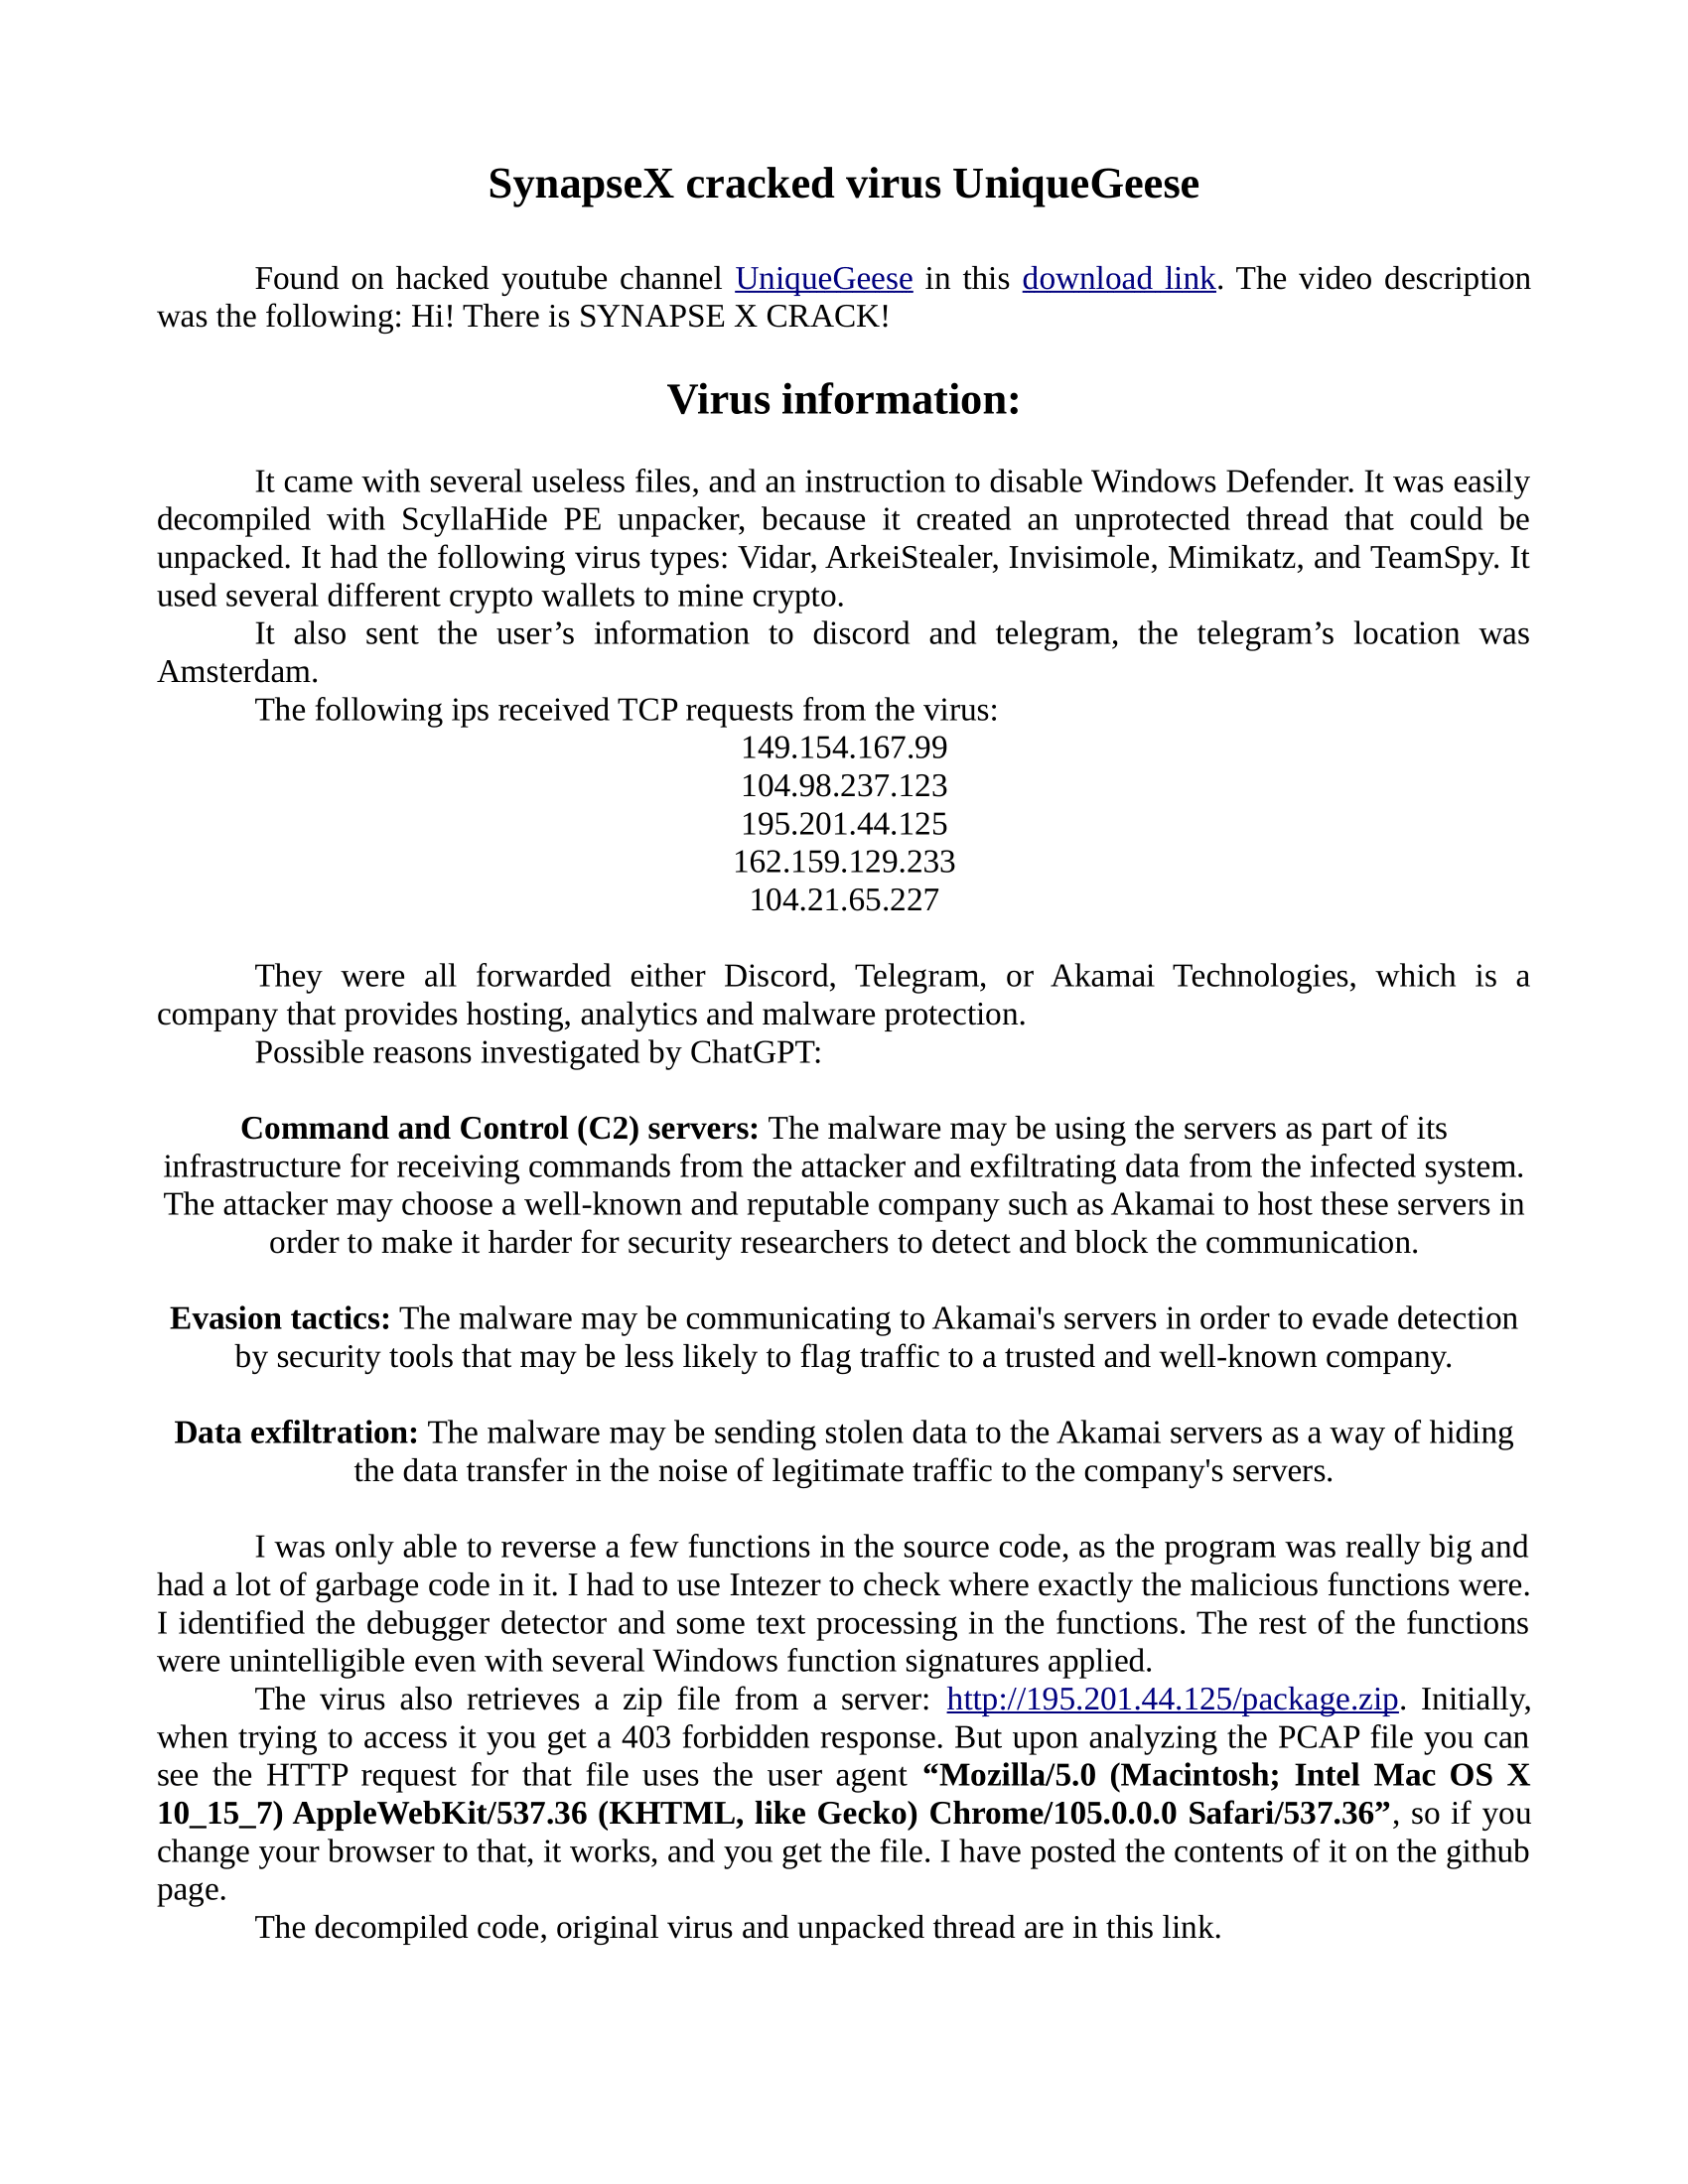 SynapseX cracked virus UniqueGeese
Found on hacked youtube channel UniqueGeese in this download link. The video description
was the following: Hi! There is SYNAPSE X CRACK!
Virus information:
It came with several useless files, and an instruction to disable Windows Defender. It was easily
decompiled with ScyllaHide PE unpacker, because it created an unprotected thread that could be
unpacked. It had the following virus types: Vidar, ArkeiStealer, Invisimole, Mimikatz, and TeamSpy. It
used several different crypto wallets to mine crypto.
It also sent the user’s information to discord and telegram, the telegram’s location was
Amsterdam.
The following ips received TCP requests from the virus:
149.154.167.99
104.98.237.123
195.201.44.125
162.159.129.233
104.21.65.227
They were all forwarded either Discord, Telegram, or Akamai Technologies, which is a
company that provides hosting, analytics and malware protection.
Possible reasons investigated by ChatGPT:
Command and Control (C2) servers: The malware may be using the servers as part of its
infrastructure for receiving commands from the attacker and exfiltrating data from the infected system.
The attacker may choose a well-known and reputable company such as Akamai to host these servers in
order to make it harder for security researchers to detect and block the communication.
Evasion tactics: The malware may be communicating to Akamai's servers in order to evade detection
by security tools that may be less likely to flag traffic to a trusted and well-known company.
Data exfiltration: The malware may be sending stolen data to the Akamai servers as a way of hiding
the data transfer in the noise of legitimate traffic to the company's servers.
I was only able to reverse a few functions in the source code, as the program was really big and
had a lot of garbage code in it. I had to use Intezer to check where exactly the malicious functions were.
I identified the debugger detector and some text processing in the functions. The rest of the functions
were unintelligible even with several Windows function signatures applied.
The virus also retrieves a zip file from a server: http://195.201.44.125/package.zip. Initially,
when trying to access it you get a 403 forbidden response. But upon analyzing the PCAP file you can
see the HTTP request for that file uses the user agent “Mozilla/5.0 (Macintosh; Intel Mac OS X
10_15_7) AppleWebKit/537.36 (KHTML, like Gecko) Chrome/105.0.0.0 Safari/537.36”, so if you
change your browser to that, it works, and you get the file. I have posted the contents of it on the github
page.
The decompiled code, original virus and unpacked thread are in this link.